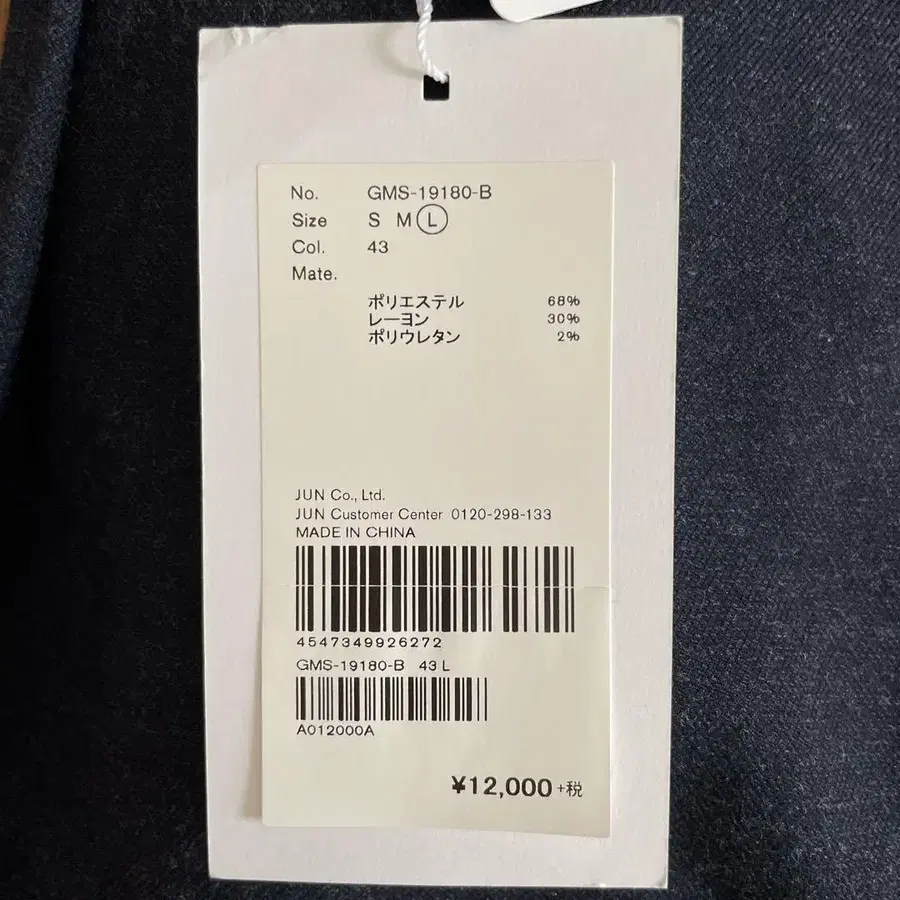 No. GMS-19180-B
Size S M L
Col. 43
Mate.
ポリエステル 68%
レーヨン 30%
ポリウレタン 2%
JUN Co., Ltd.
JUN Customer Center 0120-298-133
MADE IN CHINA
4547349926272
GMS-19180-B 43 L
A012000A
¥12,000+税